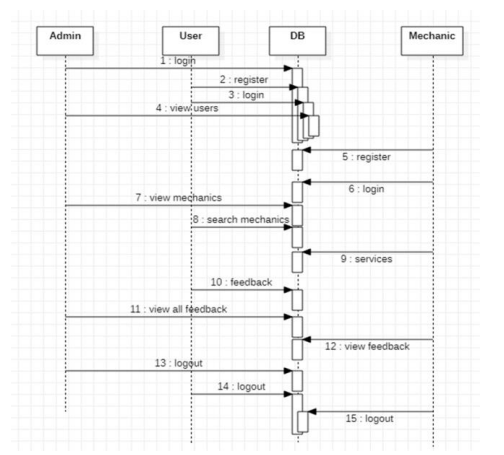 Admin
User
DB
Mechanic
1 : login
2 : register
3 : login
4 : view users
5 : register
6 : login
7 : view mechanics
8 : search mechanics
9 : services
10 : feedback
11 : view all feedback
12 : view feedback
13 : logout
14 : logout
15 : logout